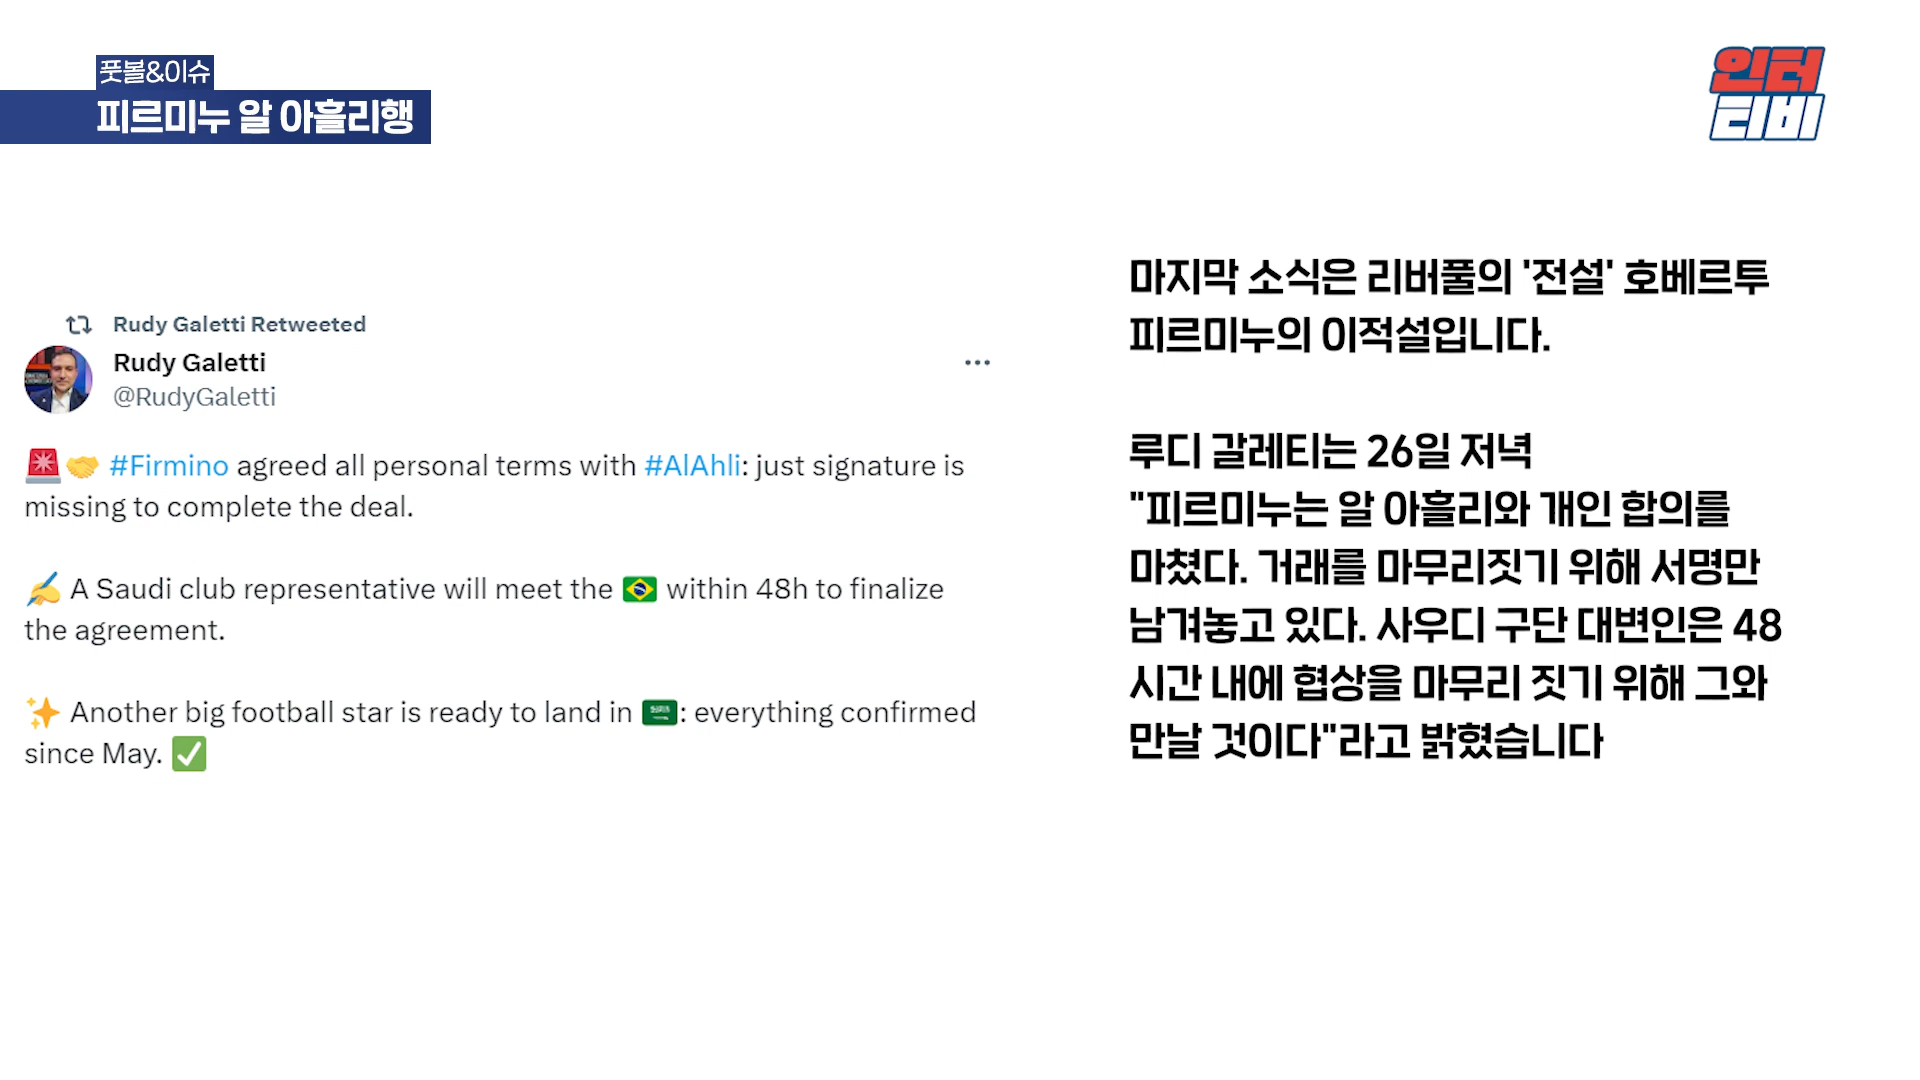 풋볼&이슈
피르미누 알 아흘리행
인터
티비
Rudy Galetti Retweeted
Rudy Galetti
@RudyGaletti
🚨🤝 #Firmino agreed all personal terms with #AlAhli: just signature is
missing to complete the deal.
✍️ A Saudi club representative will meet the 🇧🇷 within 48h to finalize
the agreement.
✨ Another big football star is ready to land in 🇸🇦: everything confirmed
since May. ✅
마지막 소식은 리버풀의 '전설' 호베르투
피르미누의 이적설입니다.
루디 갈레티는 26일 저녁
"피르미누는 알 아흘리와 개인 합의를
마쳤다. 거래를 마무리짓기 위해 서명만
남겨놓고 있다. 사우디 구단 대변인은 48
시간 내에 협상을 마무리 짓기 위해 그와
만날 것이다"라고 밝혔습니다